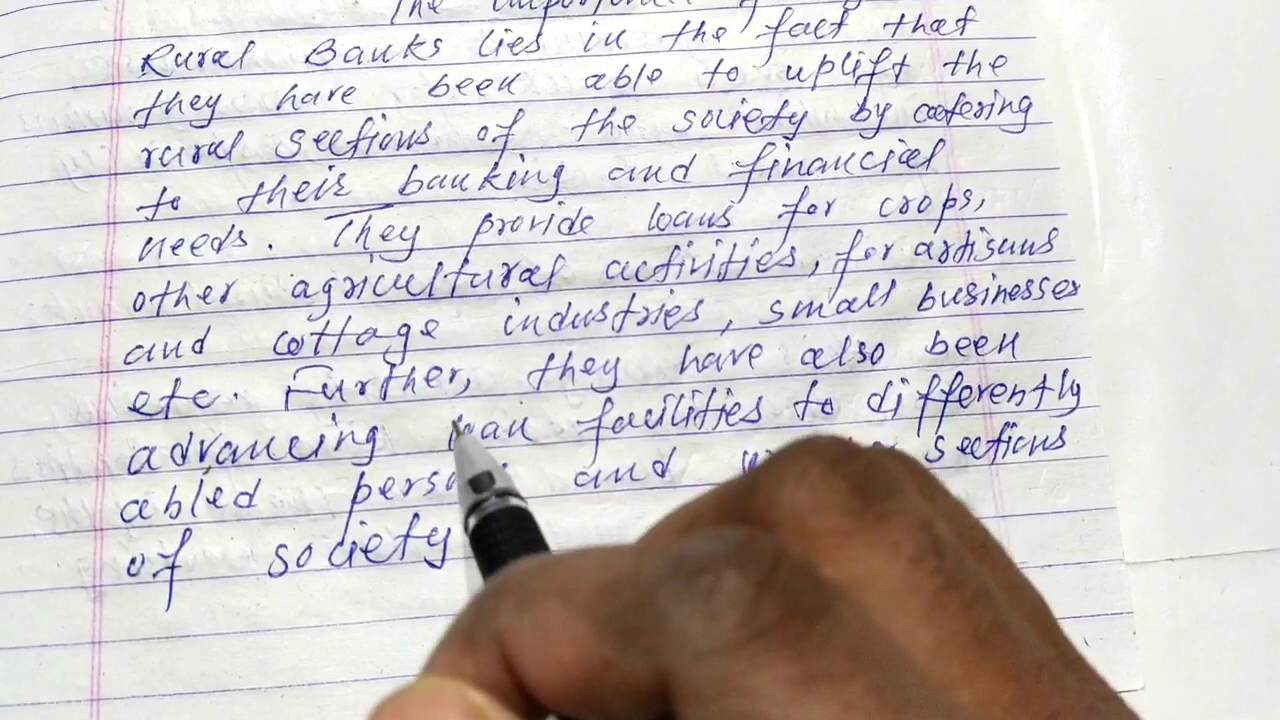 The
Rural Banks lies in the fact that
they have been able to uplift the
rural sections of the society by catering
to their banking and financial
needs. They provide loans for crops,
other agricultural activities, for artisans
and cottage industries, small businesses
etc. Further, they have also been
advancing loan facilities to differently
abled and sections
of society